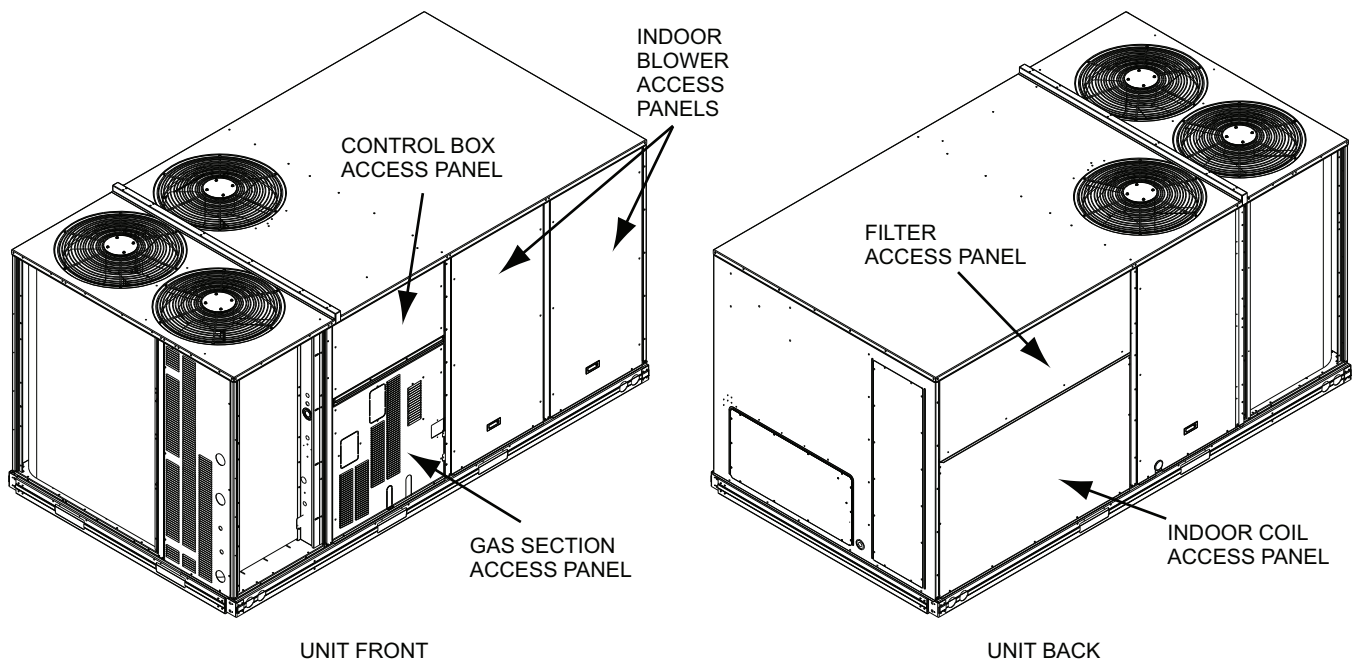 INDOOR
BLOWER
ACCESS
PANELS
CONTROL BOX
ACCESS PANEL
FILTER
ACCESS PANEL
GAS SECTION
ACCESS PANEL
INDOOR COIL
ACCESS PANEL
UNIT FRONT
UNIT BACK